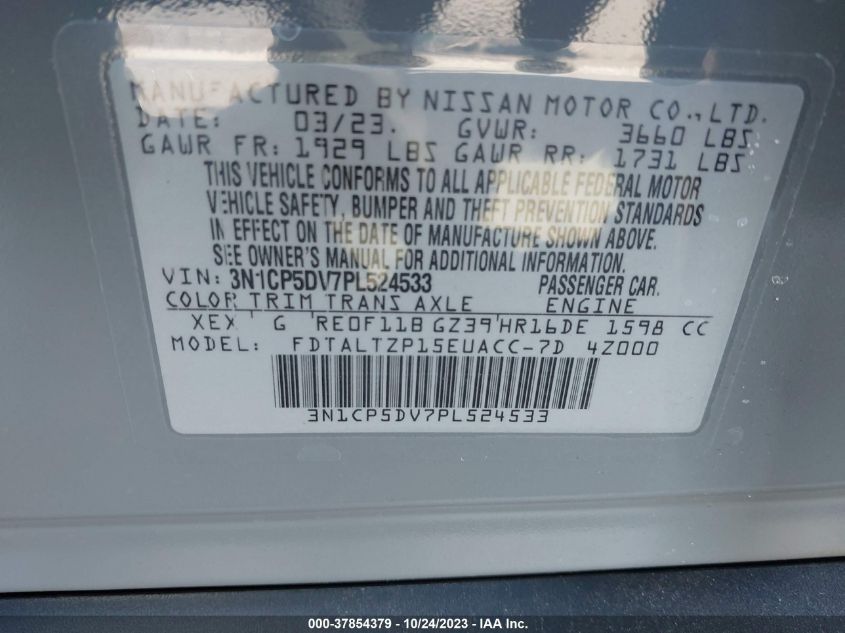 MANUFACTURED BY NISSAN MOTOR CO.,LTD.
DATE: 03/23. GVWR: 3660 LBS
GAWR FR: 1929 LBS GAWR RR: 1731 LBS
THIS VEHICLE CONFORMS TO ALL APPLICABLE FEDERAL MOTOR
VEHICLE SAFETY, BUMPER AND THEFT PREVENTION STANDARDS
IN EFFECT ON THE DATE OF MANUFACTURE SHOWN ABOVE.
SEE OWNER'S MANUAL FOR ADDITIONAL INFORMATION.
VIN: 3N1CP5DV7PL524533 PASSENGER CAR.
COLOR TRIM TRANS AXLE ENGINE
XEX G RE0F11B GZ39 HR16DE 1598 CC
MODEL: FDTALTZP15EUACC-7D 4Z000
3N1CP5DV7PL524533
000-37854379 - 10/24/2023 - © IAA, Inc.